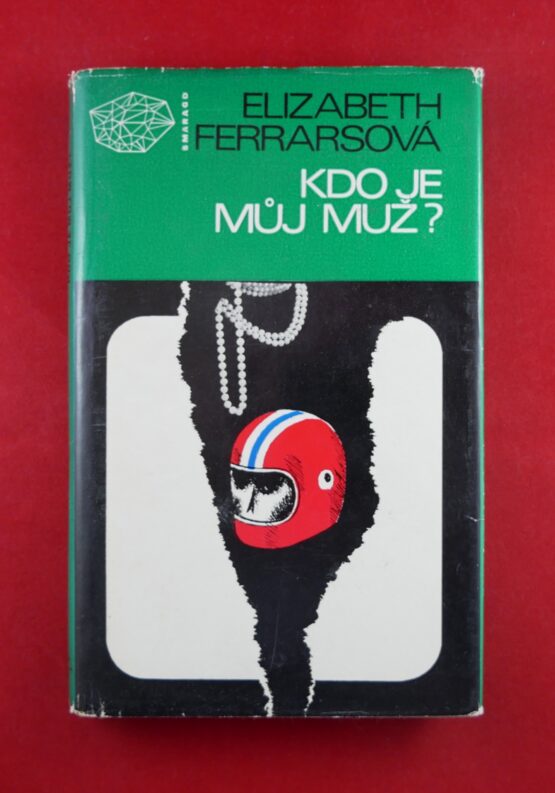 SMARAGD
ELIZABETH
FERRARSOVÁ
KDO JE
MŮJ MUŽ?